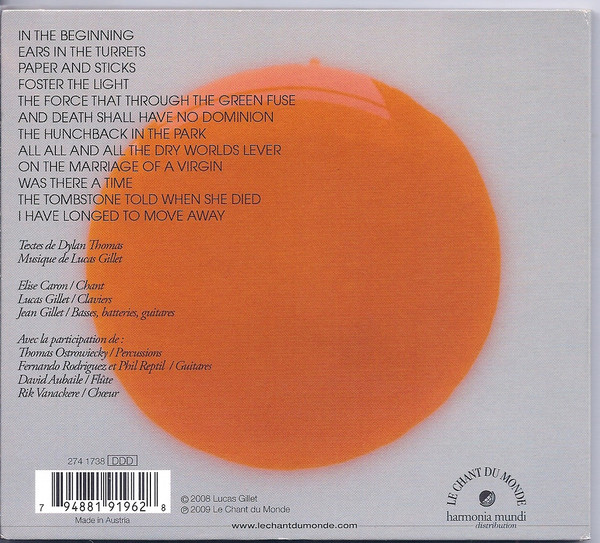 IN THE BEGINNING
EARS IN THE TURRETS
PAPER AND STICKS
FOSTER THE LIGHT
THE FORCE THAT THROUGH THE GREEN FUSE
AND DEATH SHALL HAVE NO DOMINION
THE HUNCHBACK IN THE PARK
ALL ALL AND ALL THE DRY WORLDS LEVER
ON THE MARRIAGE OF A VIRGIN
WAS THERE A TIME
THE TOMBSTONE TOLD WHEN SHE DIED
I HAVE LONGED TO MOVE AWAY
Textes de Dylan Thomas
Musique de Lucas Gillet
Elise Caron / Chant
Lucas Gillet / Claviers
Jean Gillet / Basses, batteries, guitares
Avec la participation de :
Thomas Ostrowiecky / Percussions
Fernando Rodriguez et Phil Reptil / Guitares
David Aubaile / Flûte
Rik Vanackere / Chœur
274 1738 DDD
7 94881 91962 8
Made in Austria
© 2008 Lucas Gillet
℗ 2009 Le Chant du Monde
www.lechantdumonde.com
LE CHANT DU MONDE
harmonia mundi
distribution